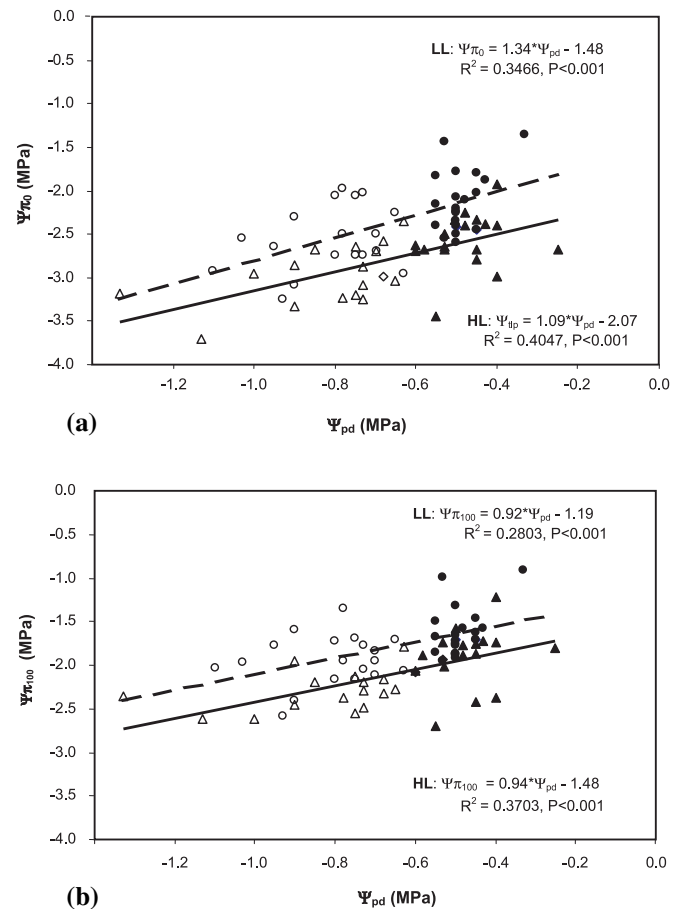 0.0
-0.5
-1.0
-1.5
-2.0
-2.5
-3.0
-3.5
-4.0
Ψπ₀ (MPa)
LL: Ψπ₀ = 1.34*Ψpd - 1.48
R² = 0.3466, P<0.001
HL: Ψtlp = 1.09*Ψpd - 2.07
R² = 0.4047, P<0.001
-1.2 -1.0 -0.8 -0.6 -0.4 -0.2 0.0
(a) Ψpd (MPa)
0.0
-0.5
-1.0
-1.5
-2.0
-2.5
-3.0
-3.5
-4.0
Ψπ₁₀₀ (MPa)
LL: Ψπ₁₀₀ = 0.92*Ψpd - 1.19
R² = 0.2803, P<0.001
HL: Ψπ₁₀₀ = 0.94*Ψpd - 1.48
R² = 0.3703, P<0.001
-1.2 -1.0 -0.8 -0.6 -0.4 -0.2 0.0
(b) Ψpd (MPa)